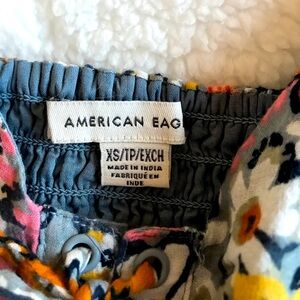 AMERICAN EAG
XS/TP/EXCH
MADE IN INDIA
FABRIQUÉ EN
INDE